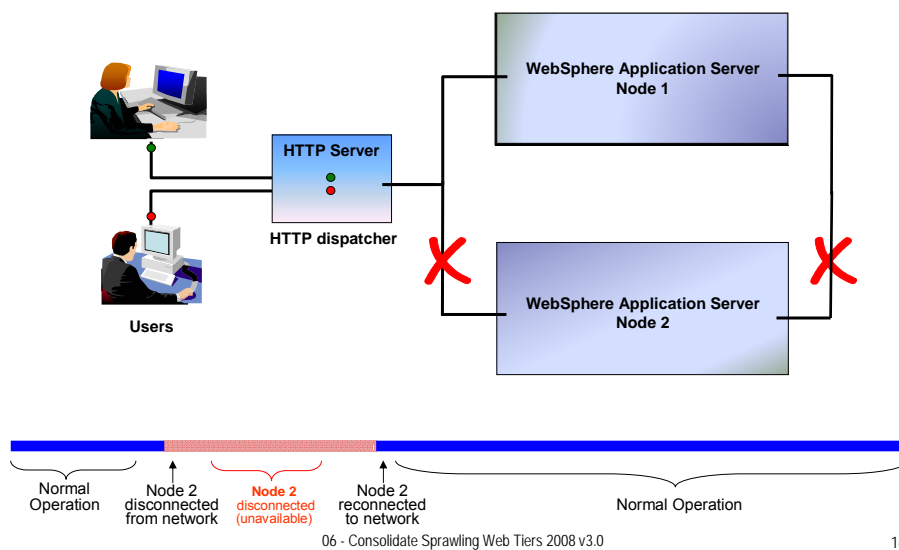 WebSphere Application Server
Node 1
HTTP Server
HTTP dispatcher
WebSphere Application Server
Node 2
Users
Normal
Operation
Node 2
disconnected
from network
Node 2
disconnected
(unavailable)
Node 2
reconnected
to network
Normal Operation
06 - Consolidate Sprawling Web Tiers 2008 v3.0